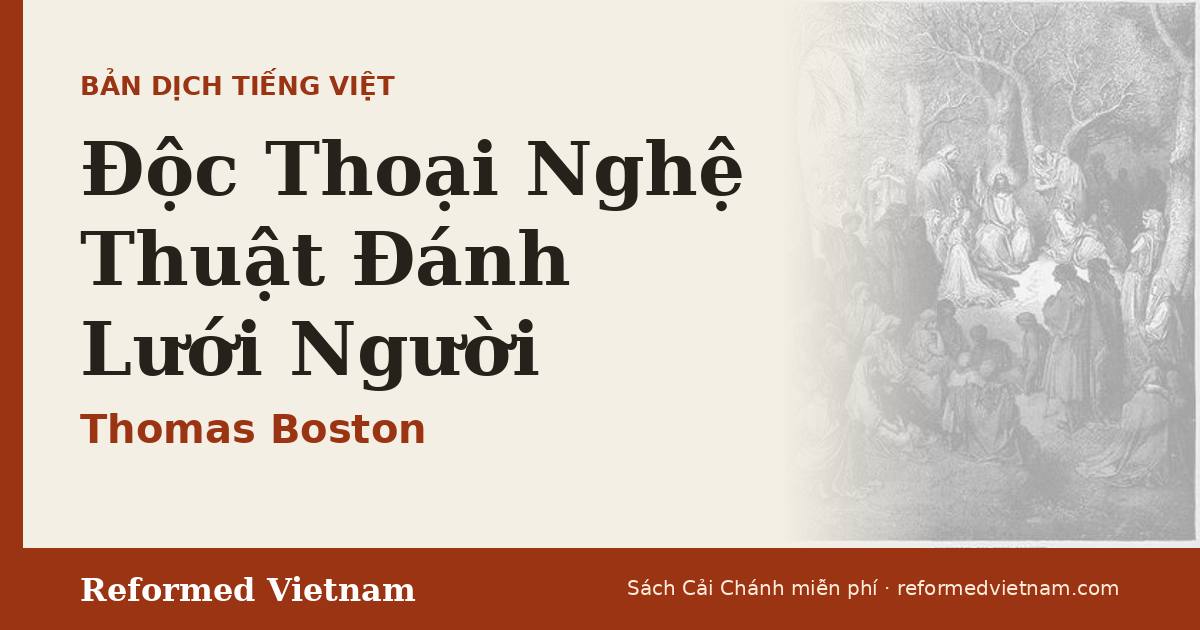 BẢN DỊCH TIẾNG VIỆT
Độc Thoại Nghệ
Thuật Đánh
Lưới Người
Thomas Boston
Reformed Vietnam
Sách Cải Chánh miễn phí · reformedvietnam.com